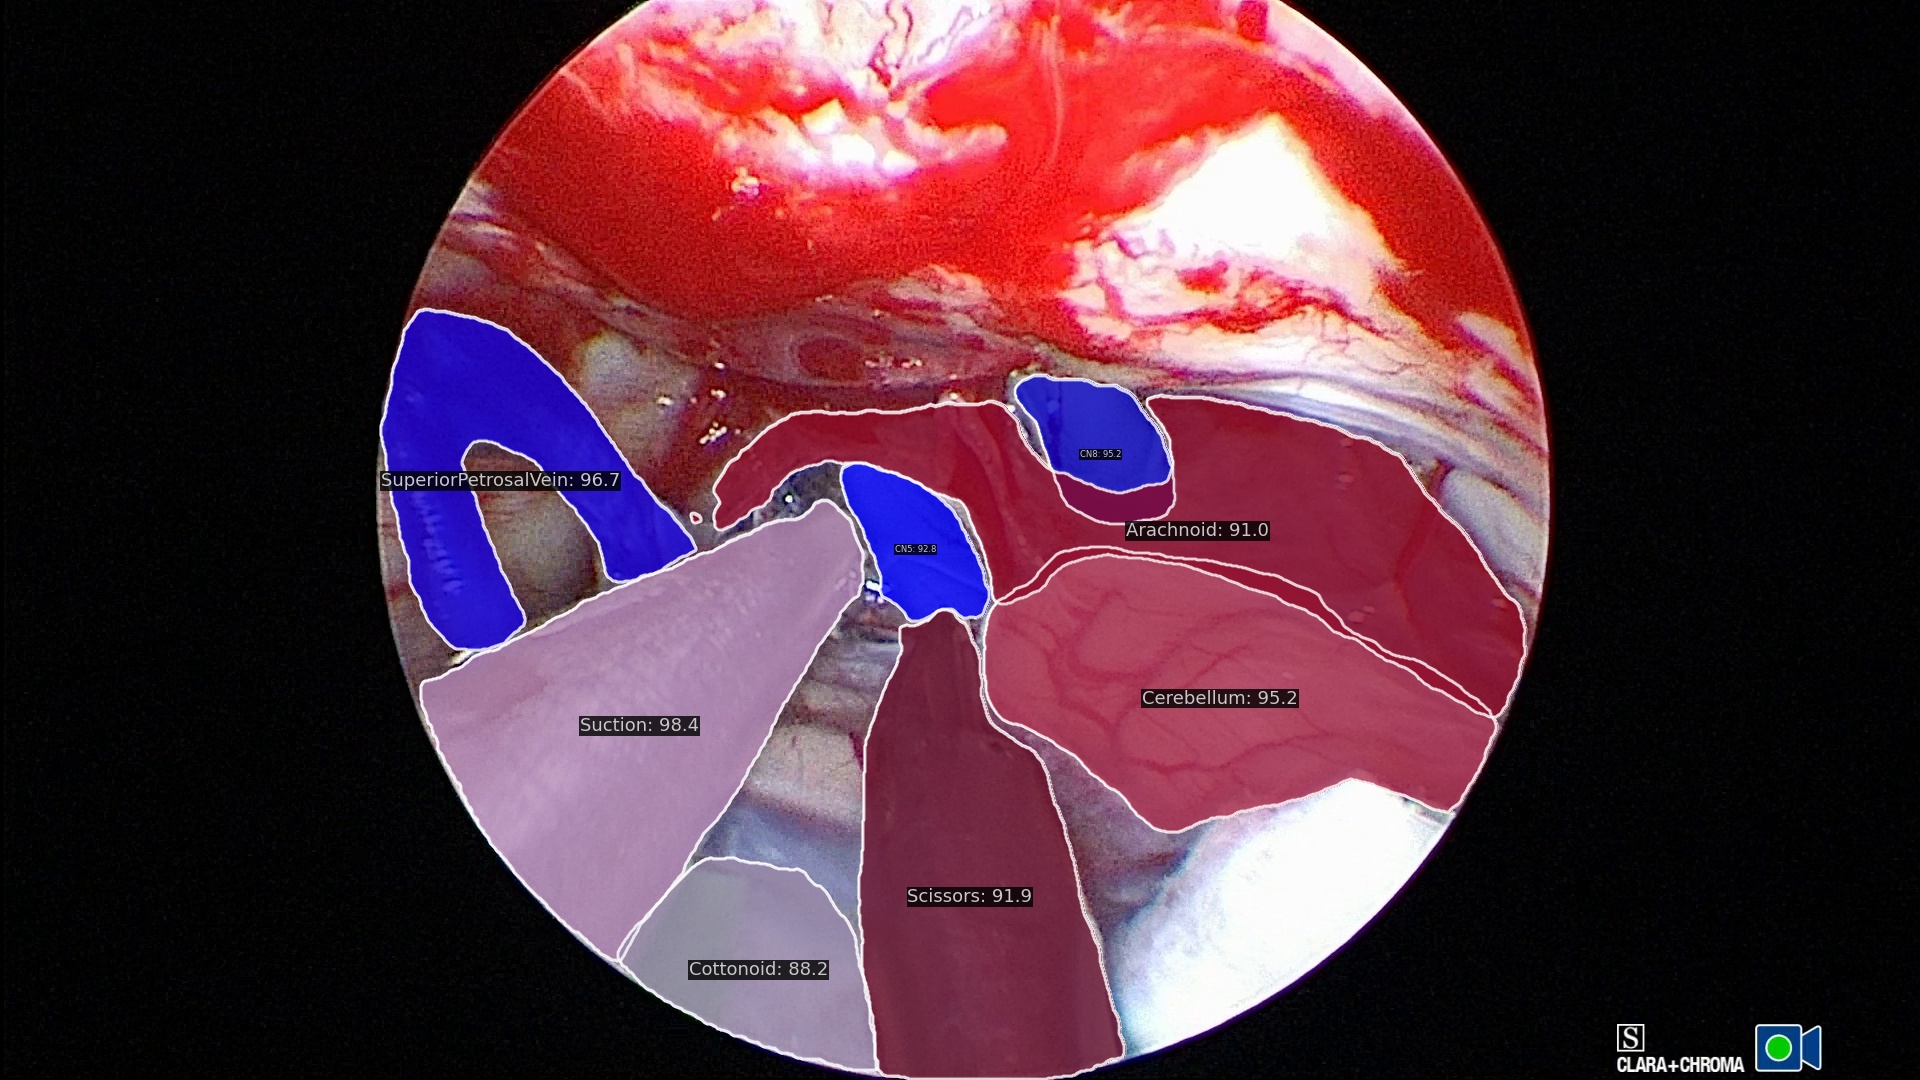 CN8: 95.2
SuperiorPetrosalVein: 96.7
Arachnoid: 91.0
CN5: 92.8
Cerebellum: 95.2
Suction: 98.4
Scissors: 91.9
Cottonoid: 88.2
S
CLARA+CHROMA